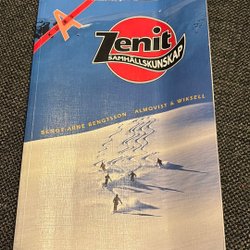 A
Zenit
SAMHÄLLSKUNSKAP
BENGT-ARNE BENGTSSON ALMQVIST & WIKSELL